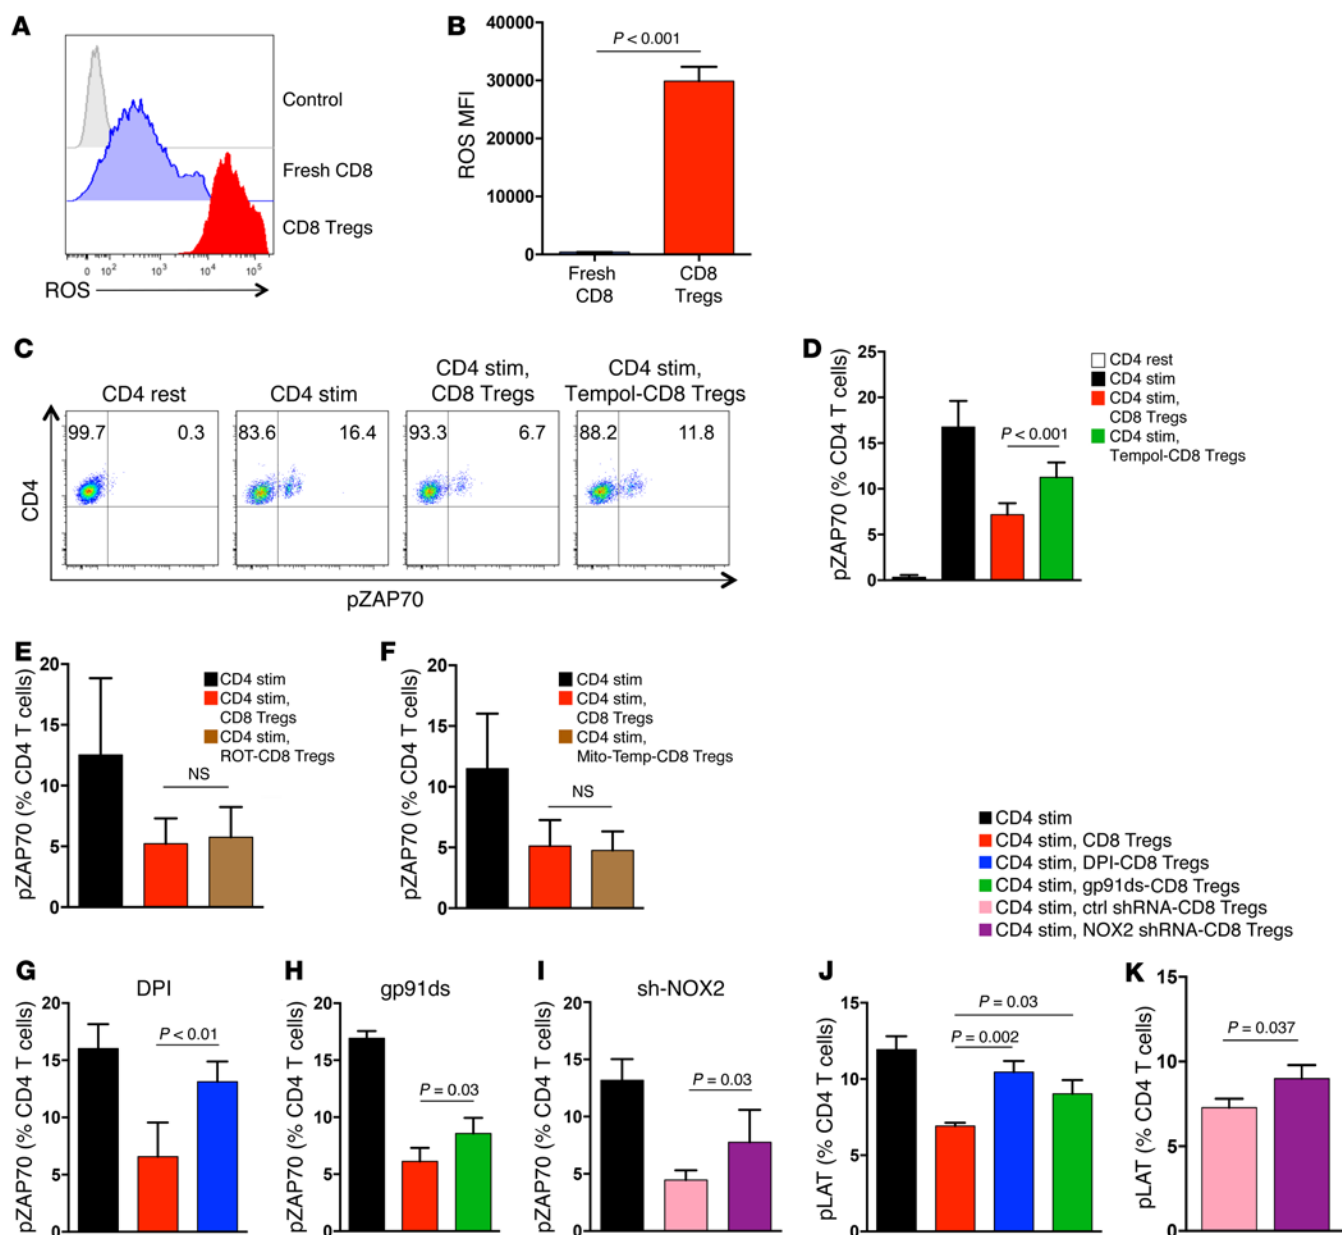 A
Control
Fresh CD8
CD8 Tregs
0 10² 10³ 10⁴ 10⁵
ROS
B
ROS MFI
40000
30000
20000
10000
0
P < 0.001
Fresh
CD8
CD8
Tregs
C
CD4 rest
CD4 stim
CD4 stim,
CD8 Tregs
CD4 stim,
Tempol-CD8 Tregs
99.7 0.3
83.6 16.4
93.3 6.7
88.2 11.8
CD4
pZAP70
D
pZAP70 (% CD4 T cells)
25
20
15
10
5
0
P < 0.001
CD4 rest
CD4 stim
CD4 stim,
CD8 Tregs
CD4 stim,
Tempol-CD8 Tregs
E
pZAP70 (% CD4 T cells)
20
15
10
5
0
NS
CD4 stim
CD4 stim,
CD8 Tregs
CD4 stim,
ROT-CD8 Tregs
F
pZAP70 (% CD4 T cells)
20
15
10
5
0
NS
CD4 stim
CD4 stim,
CD8 Tregs
CD4 stim,
Mito-Temp-CD8 Tregs
CD4 stim
CD4 stim, CD8 Tregs
CD4 stim, DPI-CD8 Tregs
CD4 stim, gp91ds-CD8 Tregs
CD4 stim, ctrl shRNA-CD8 Tregs
CD4 stim, NOX2 shRNA-CD8 Tregs
G
DPI
pZAP70 (% CD4 T cells)
20
15
10
5
0
P < 0.01
H
gp91ds
pZAP70 (% CD4 T cells)
20
15
10
5
0
P = 0.03
I
sh-NOX2
pZAP70 (% CD4 T cells)
20
15
10
5
0
P = 0.03
J
pLAT (% CD4 T cells)
15
10
5
0
P = 0.03
P = 0.002
K
pLAT (% CD4 T cells)
15
10
5
0
P = 0.037